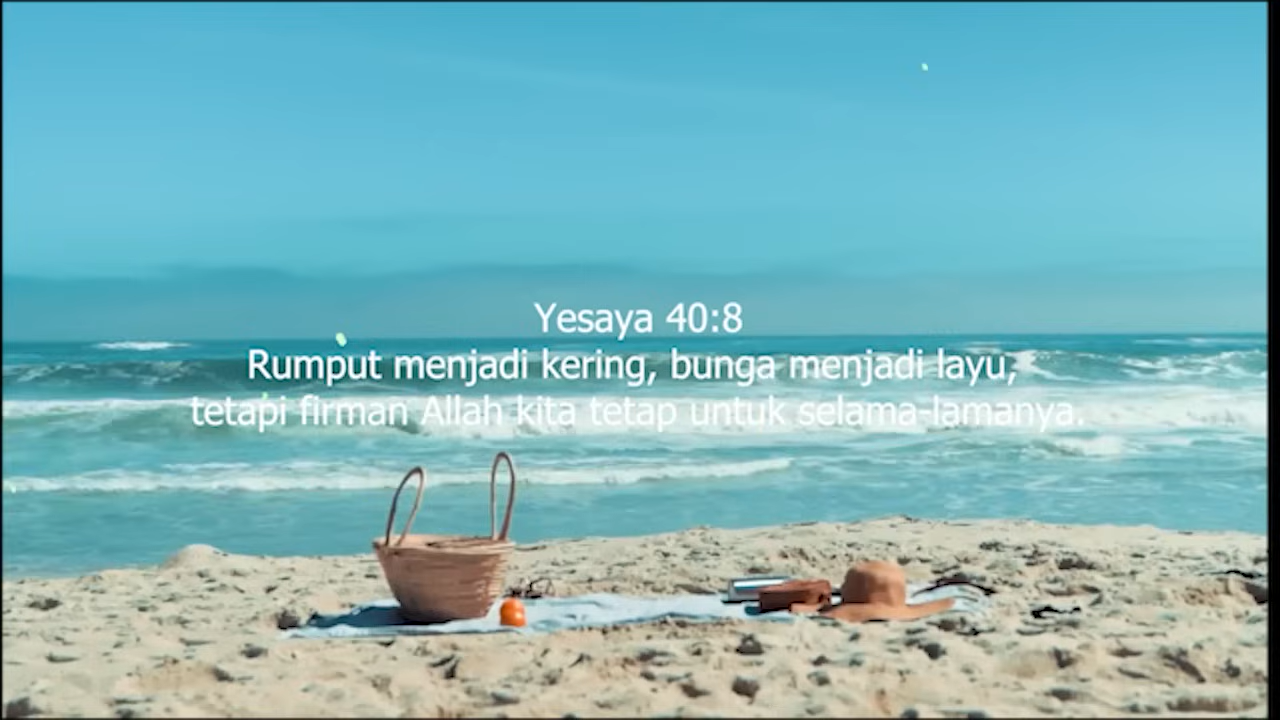 Yesaya 40:8
Rumput menjadi kering, bunga menjadi layu,
tetapi firman Allah kita tetap untuk selama-lamanya.